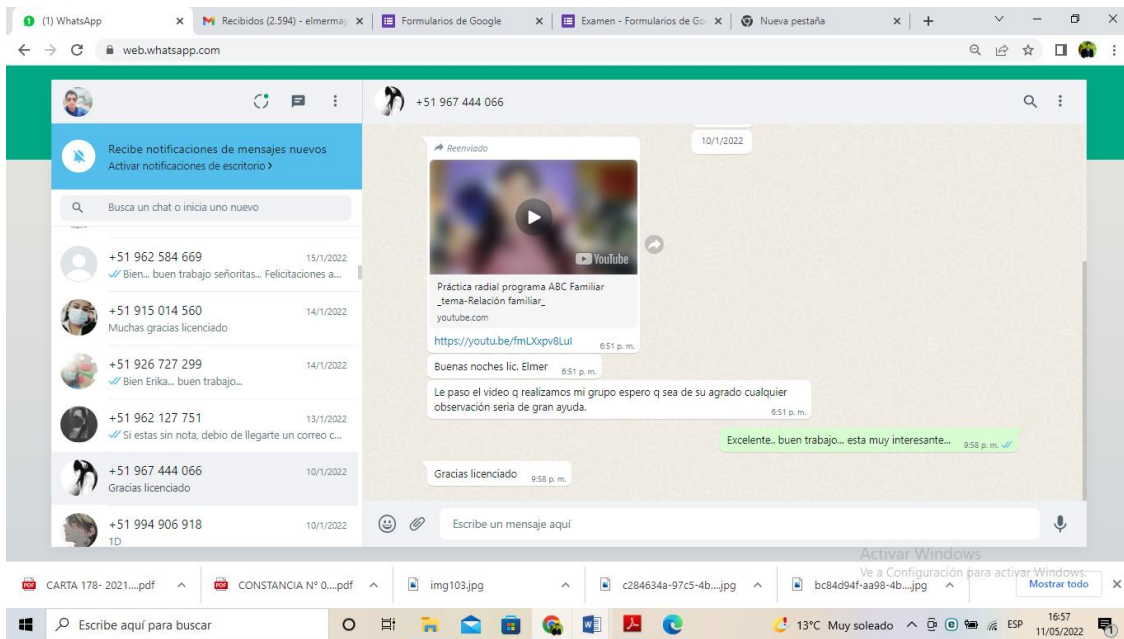 (1) WhatsApp
Recibidos (2.594) - elmermay
Formularios de Google
Examen - Formularios de Go
Nueva pestaña
web.whatsapp.com
+51 967 444 066
Recibe notificaciones de mensajes nuevos
Activar notificaciones de escritorio >
Busca un chat o inicia uno nuevo
+51 962 584 669
15/1/2022
Bien... buen trabajo señoritas... Felicitaciones a...
+51 915 014 560
14/1/2022
Muchas gracias licenciado
+51 926 727 299
14/1/2022
Bien Erika... buen trabajo...
+51 962 127 751
13/1/2022
Si estas sin nota, debio de llegarte un correo c...
+51 967 444 066
10/1/2022
Gracias licenciado
+51 994 906 918
10/1/2022
1D
10/1/2022
Reenviado
YouTube
Práctica radial programa ABC Familiar
_tema-Relación familiar_
youtube.com
https://youtu.be/fmLXxpv8LuI
6:51 p. m.
Buenas noches lic. Elmer
6:51 p. m.
Le paso el video q realizamos mi grupo espero q sea de su agrado cualquier
observación seria de gran ayuda.
6:51 p. m.
Excelente.. buen trabajo... esta muy interesante...
9:58 p. m.
Gracias licenciado
9:58 p. m.
Escribe un mensaje aquí
Activar Windows
Ve a Configuración para activar Windows.
CARTA 178- 2021....pdf
CONSTANCIA N° 0....pdf
img103.jpg
c284634a-97c5-4b....jpg
bc84d94f-aa98-4b....jpg
Mostrar todo
Escribe aquí para buscar
13°C Muy soleado
ESP
16:57
11/05/2022